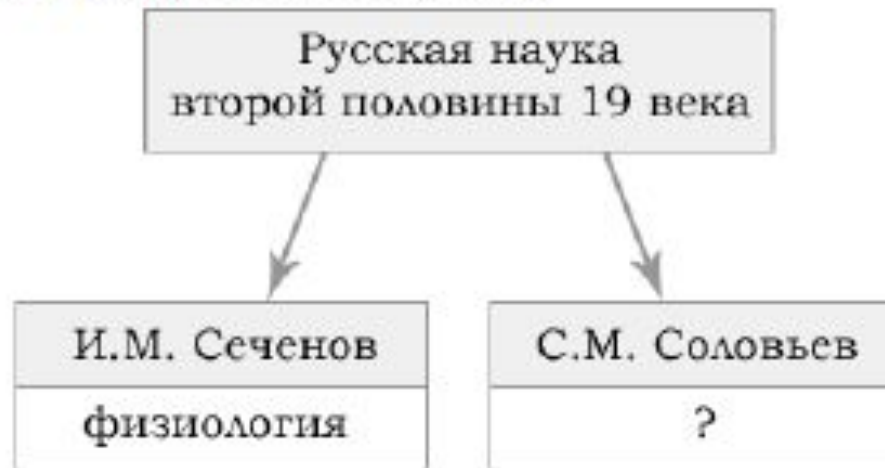 Русская наука
второй половины 19 века
И.М. Сеченов
С.М. Соловьев
физиология
?